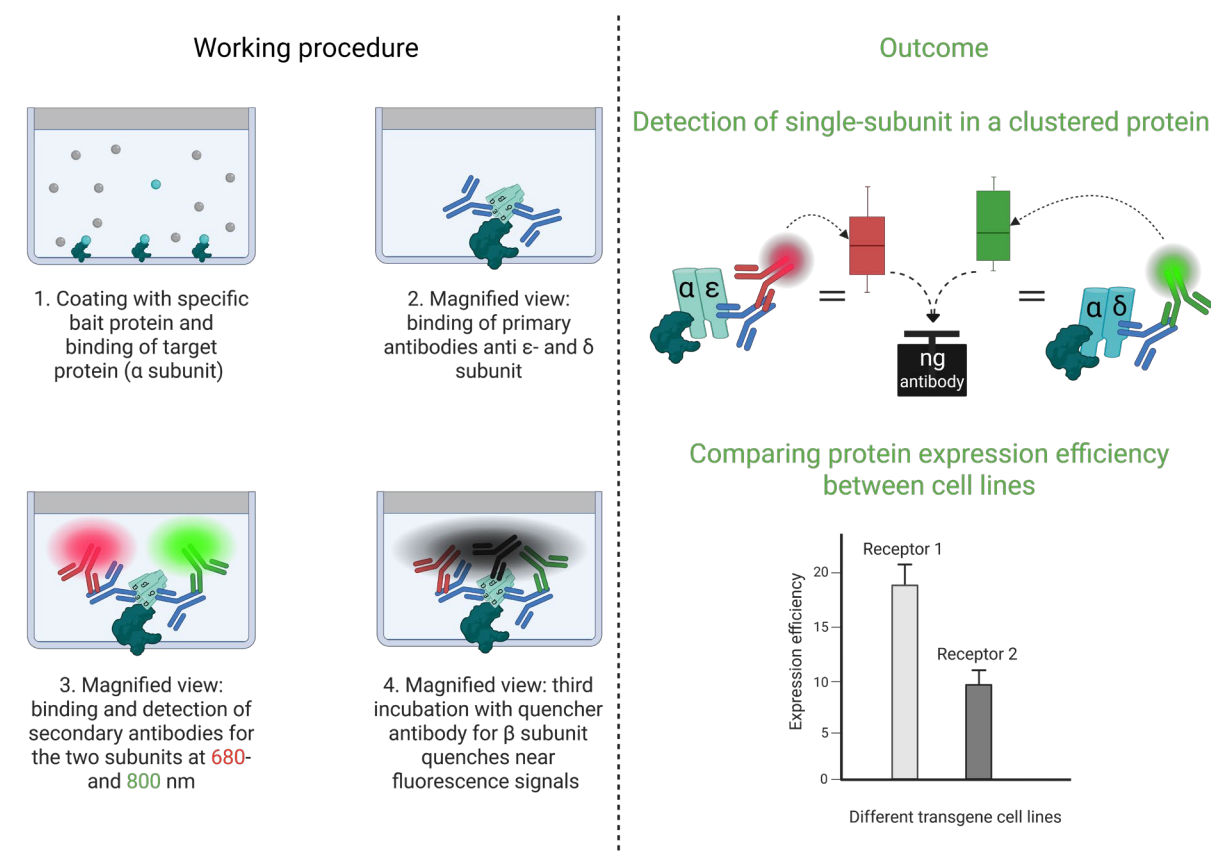 Working procedure
1. Coating with specific
bait protein and
binding of target
protein (α subunit)
2. Magnified view:
binding of primary
antibodies anti ε- and δ
subunit
3. Magnified view:
binding and detection of
secondary antibodies for
the two subunits at 680-
and 800 nm
4. Magnified view: third
incubation with quencher
antibody for β subunit
quenches near
fluorescence signals
Outcome
Detection of single-subunit in a clustered protein
α ε
=
=
α δ
ng
antibody
Comparing protein expression efficiency
between cell lines
Expression efficiency
20
15
10
5
0
Receptor 1
Receptor 2
Different transgene cell lines